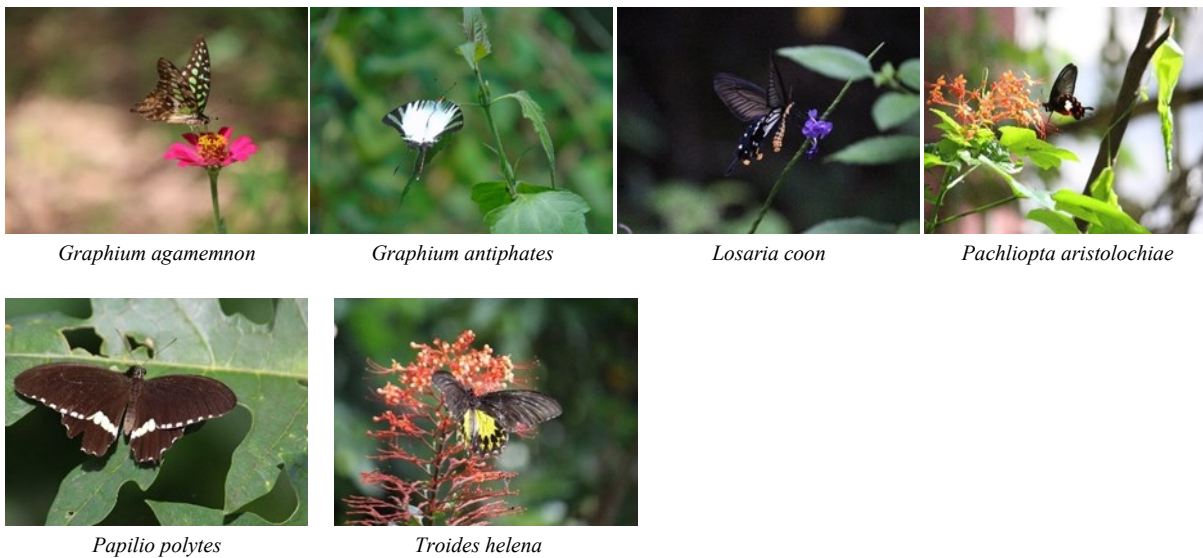 Graphium agamemnon
Graphium antiphates
Losaria coon
Pachliopta aristolochiae
Papilio polytes
Troides helena